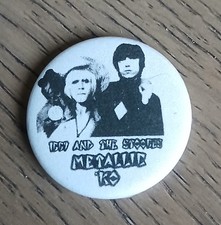 IGGY AND THE STOOGES
METALLIC
'KO